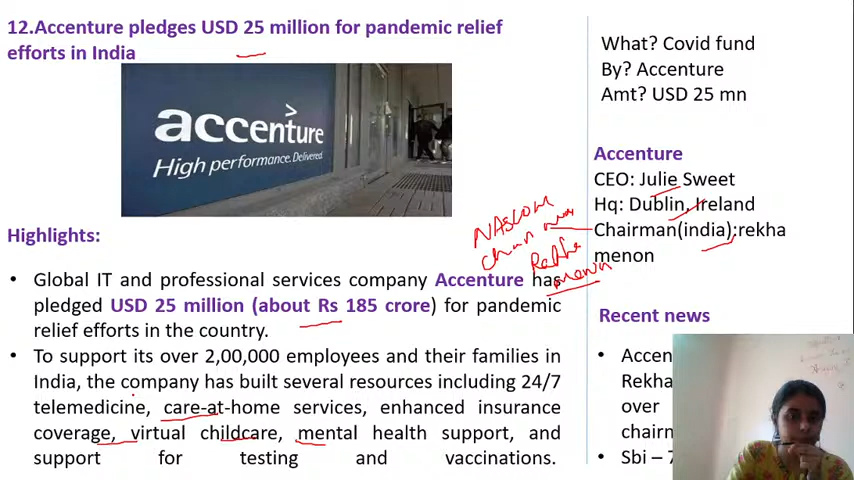 12.Accenture pledges USD 25 million for pandemic relief
efforts in India
accenture
High performance. Delivered.
Highlights:
• Global IT and professional services company Accenture has
pledged USD 25 million (about Rs 185 crore) for pandemic
relief efforts in the country.
• To support its over 2,00,000 employees and their families in
India, the company has built several resources including 24/7
telemedicine, care-at-home services, enhanced insurance
coverage, virtual childcare, mental health support, and
support for testing and vaccinations.
NASCOM
chairman
Rekha
menon
What? Covid fund
By? Accenture
Amt? USD 25 mn
Accenture
CEO: Julie Sweet
Hq: Dublin, Ireland
Chairman(india);rekha
menon
Recent news
• Accen
Rekha
over
chairm
• Sbi – 7